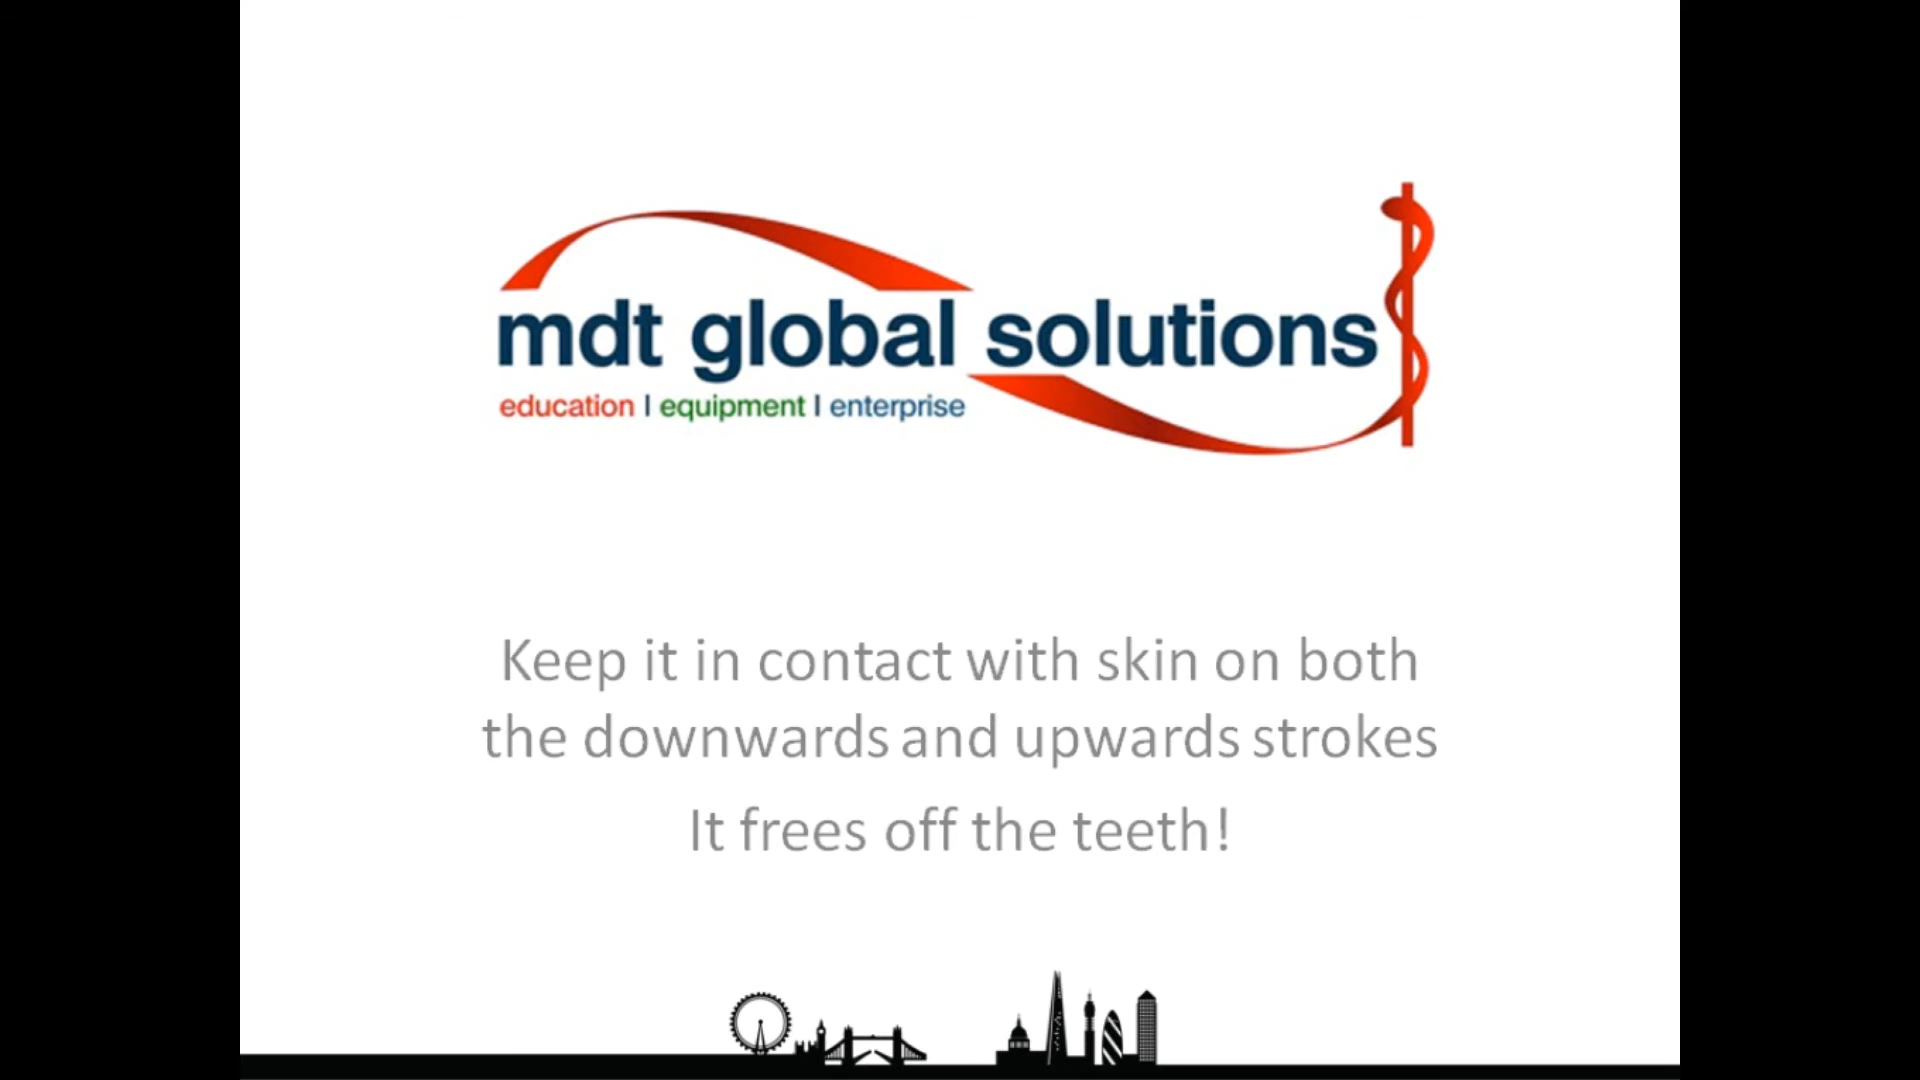 mdt global solutions
education | equipment | enterprise
Keep it in contact with skin on both
the downwards and upwards strokes
It frees off the teeth!